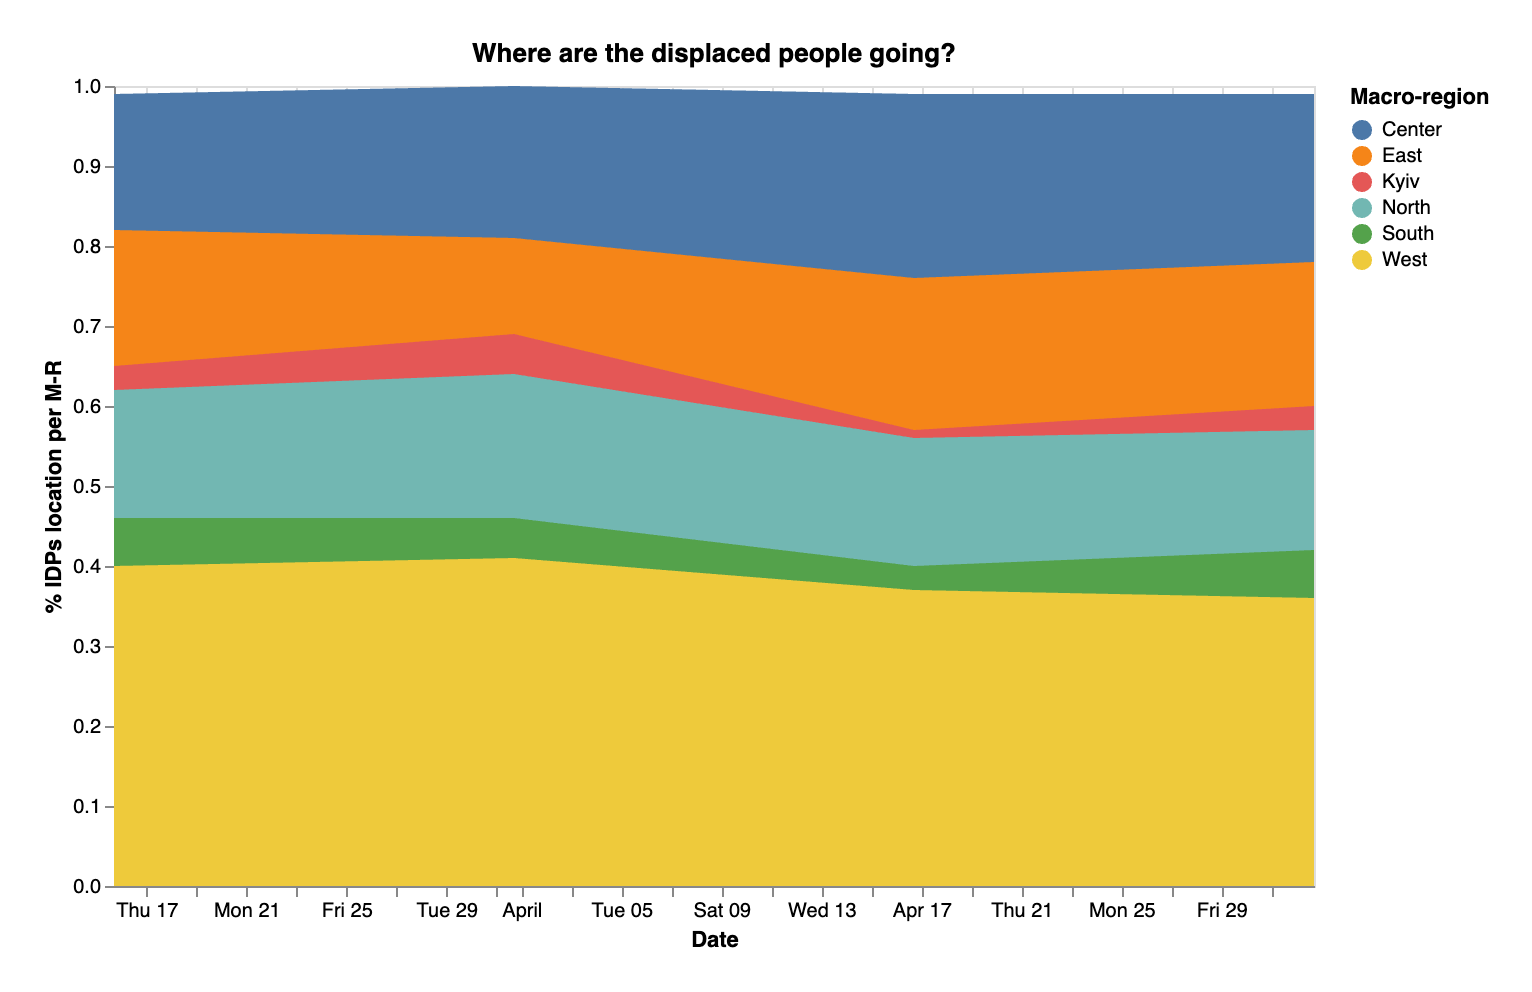 Where are the displaced people going?
% IDPs location per M-R
1.0
0.9
0.8
0.7
0.6
0.5
0.4
0.3
0.2
0.1
0.0
Thu 17 Mon 21 Fri 25 Tue 29 April Tue 05 Sat 09 Wed 13 Apr 17 Thu 21 Mon 25 Fri 29
Date
Macro-region
Center
East
Kyiv
North
South
West